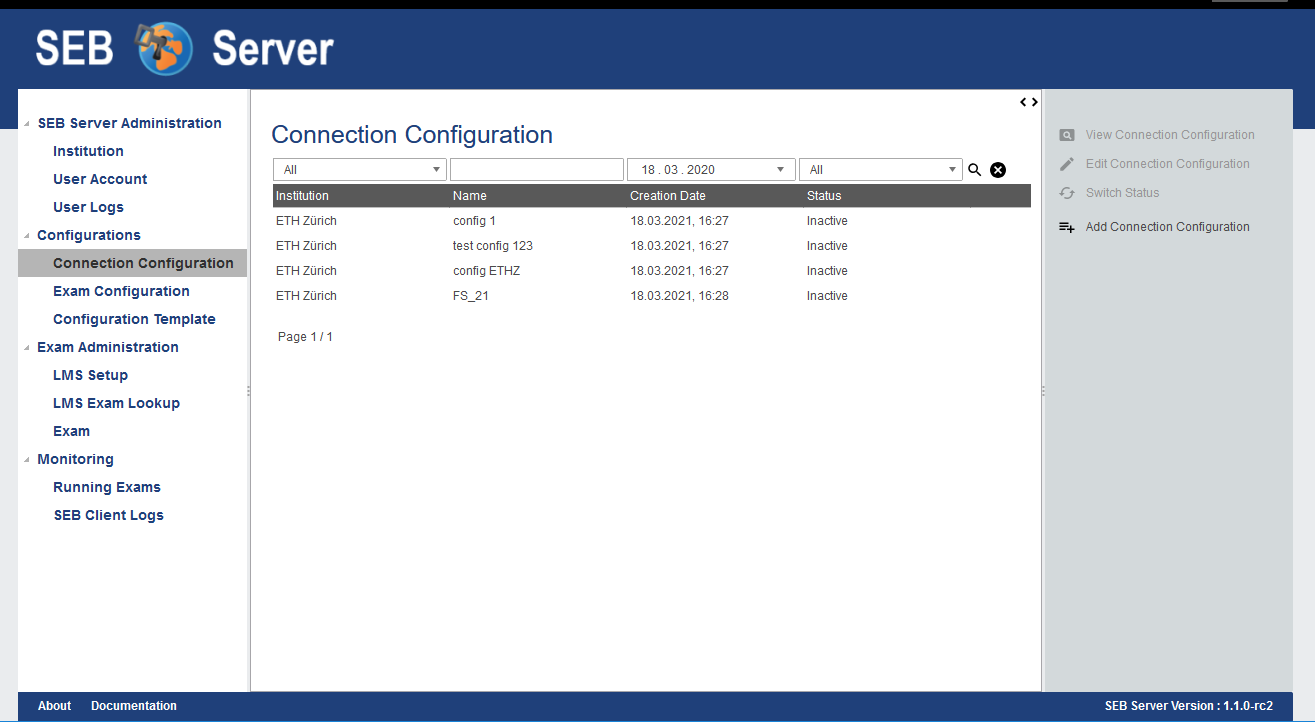 SEB Server
SEB Server Administration
Institution
User Account
User Logs
Configurations
Connection Configuration
Exam Configuration
Configuration Template
Exam Administration
LMS Setup
LMS Exam Lookup
Exam
Monitoring
Running Exams
SEB Client Logs
Connection Configuration
All 18 . 03 . 2020 All
Institution Name Creation Date Status
ETH Zürich config 1 18.03.2021, 16:27 Inactive
ETH Zürich test config 123 18.03.2021, 16:27 Inactive
ETH Zürich config ETHZ 18.03.2021, 16:27 Inactive
ETH Zürich FS_21 18.03.2021, 16:28 Inactive
Page 1 / 1
View Connection Configuration
Edit Connection Configuration
Switch Status
Add Connection Configuration
About Documentation SEB Server Version : 1.1.0-rc2